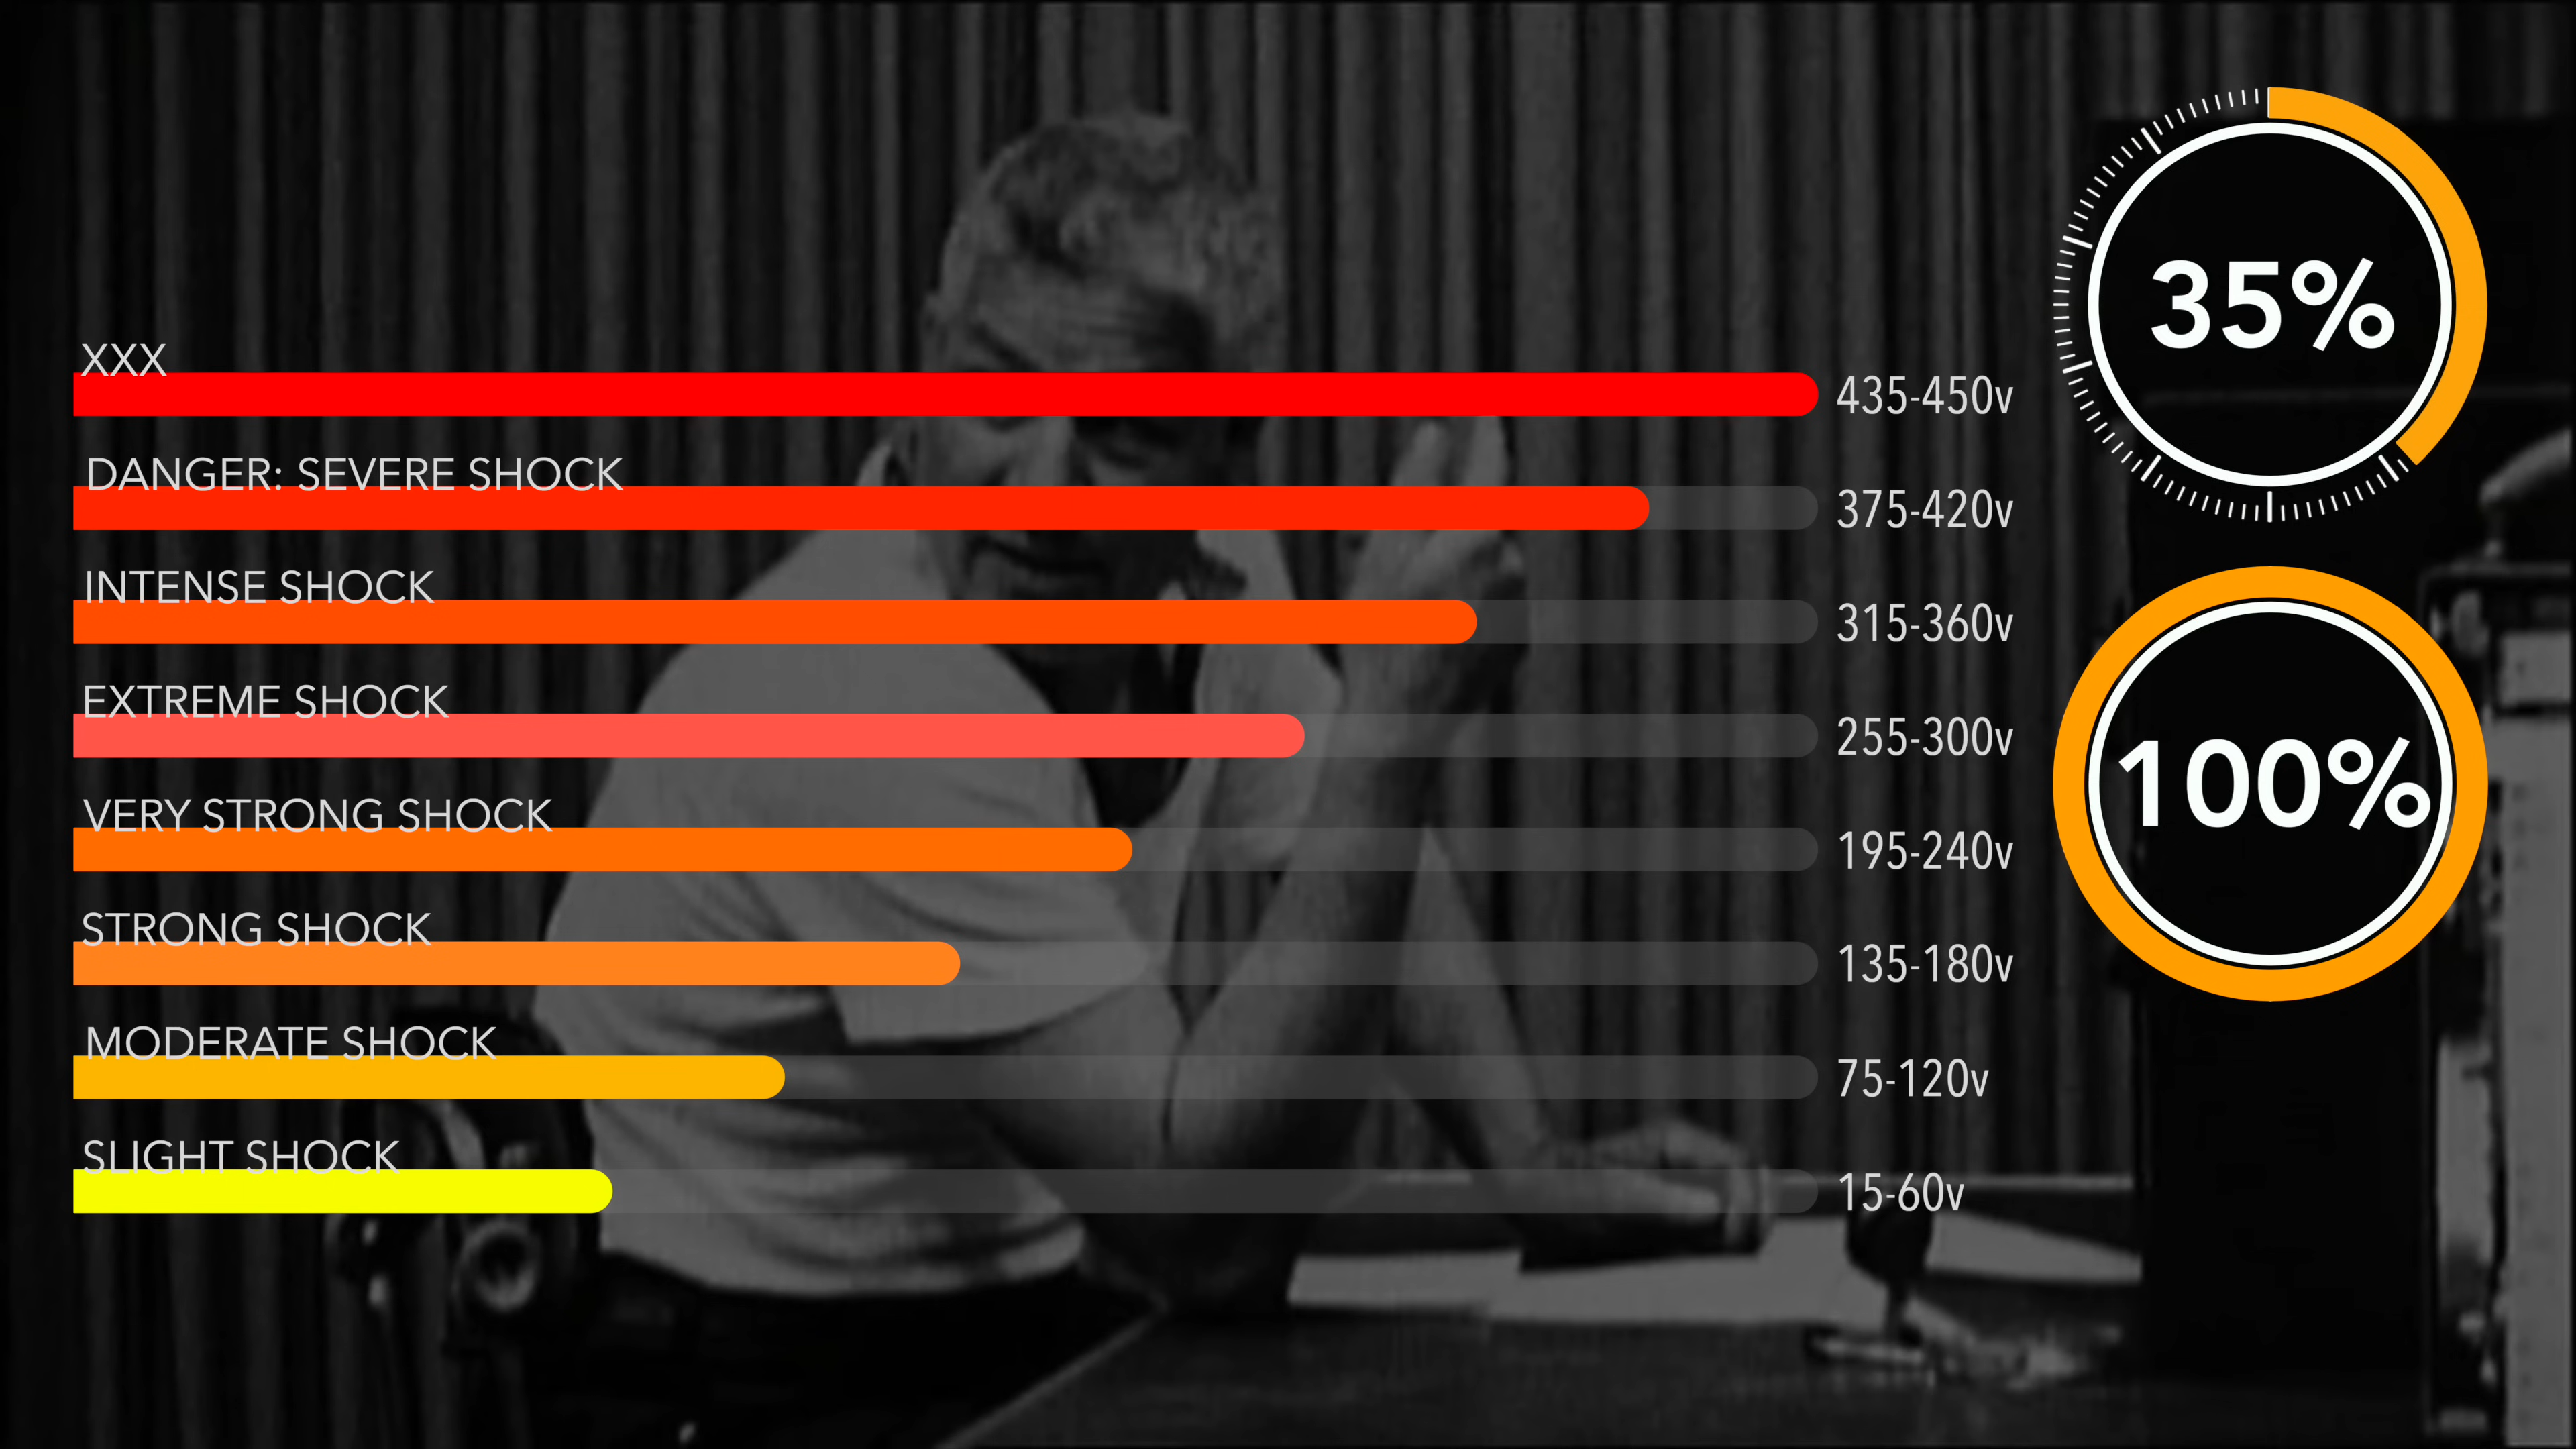 XXX
435-450v
DANGER: SEVERE SHOCK
375-420v
INTENSE SHOCK
315-360v
EXTREME SHOCK
255-300v
VERY STRONG SHOCK
195-240v
STRONG SHOCK
135-180v
MODERATE SHOCK
75-120v
SLIGHT SHOCK
15-60v
35%
100%